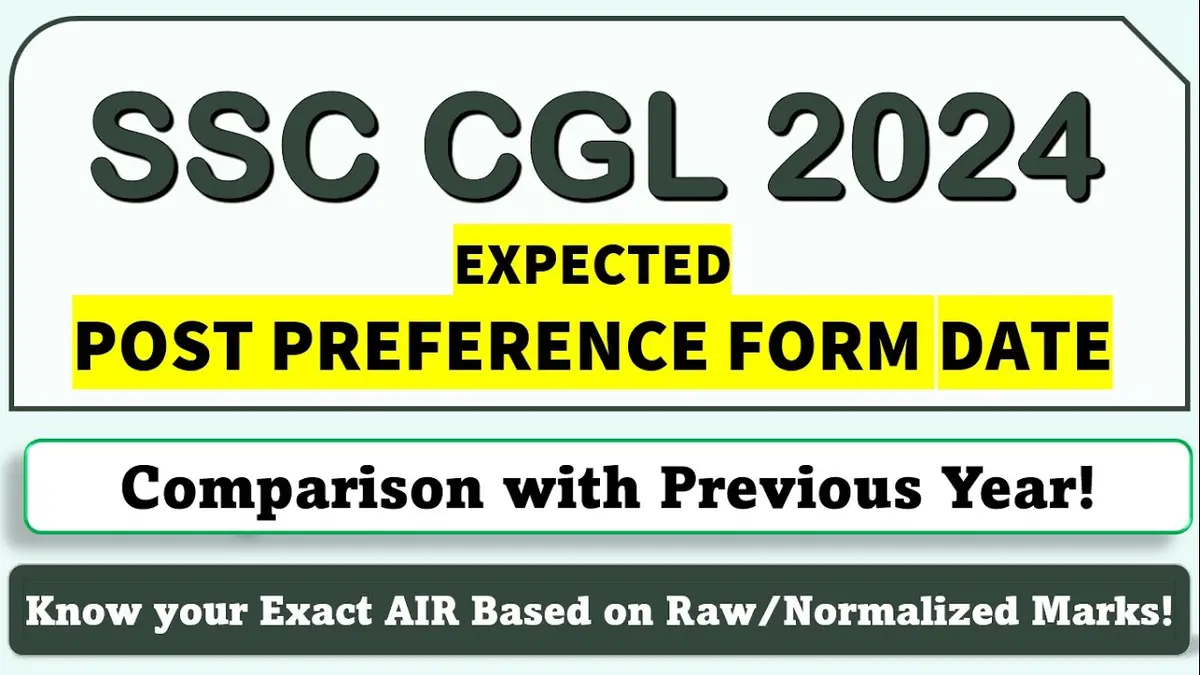 SSC CGL 2024
EXPECTED
POST PREFERENCE FORM DATE
Comparison with Previous Year!
Know your Exact AIR Based on Raw/Normalized Marks!